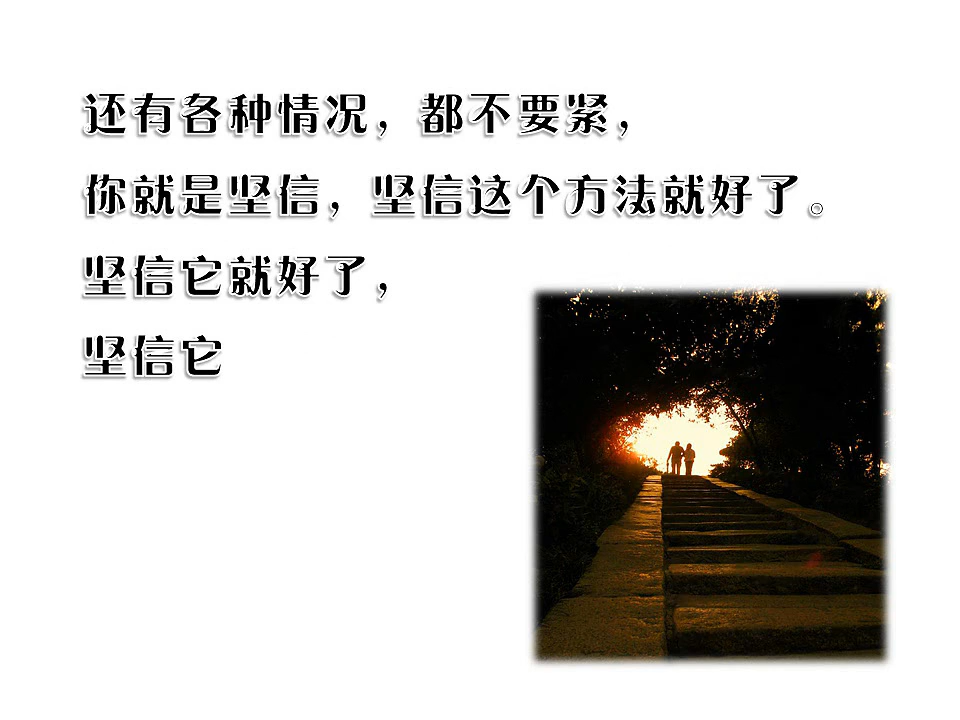 还有各种情况，都不要紧，
你就是坚信，坚信这个方法就好了。
坚信它就好了，
坚信它